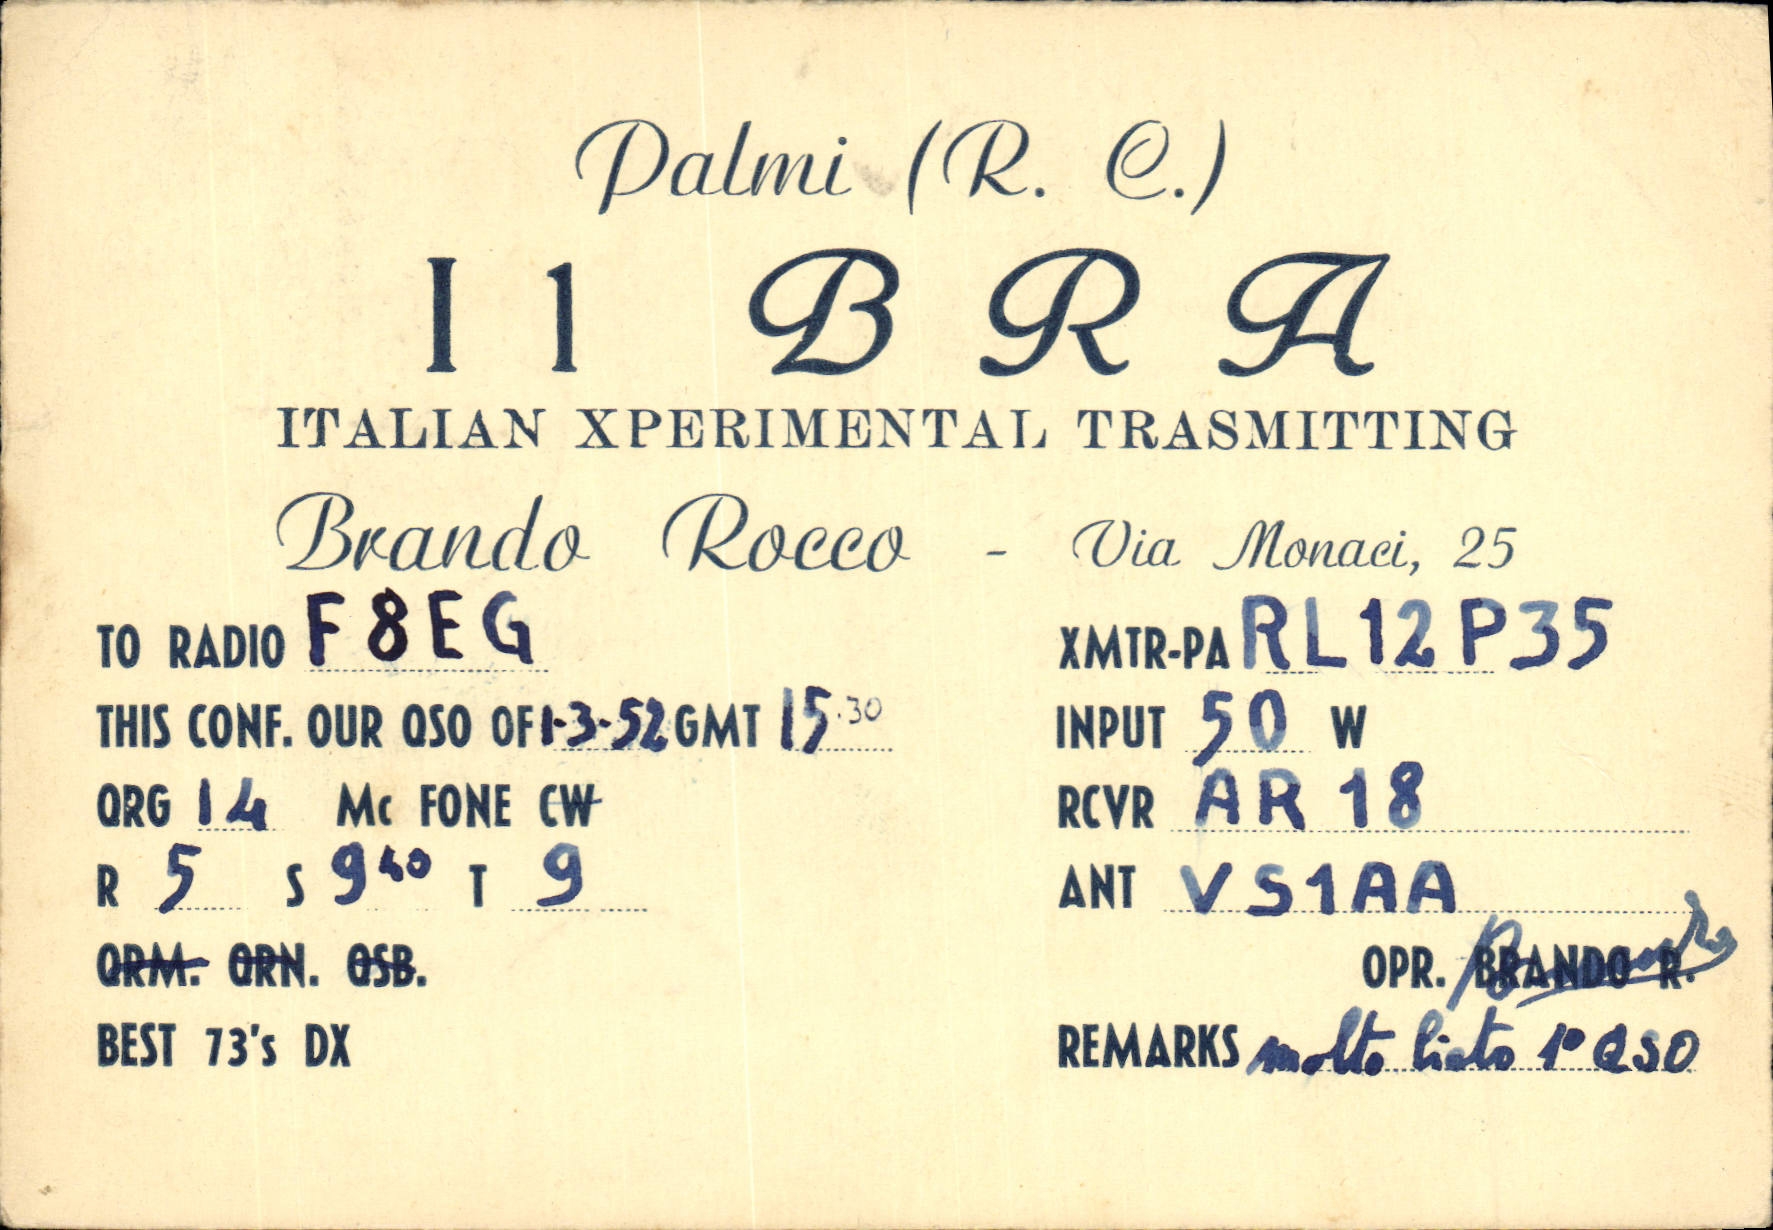 Palmi (R. C.)
I1 BRA
ITALIAN XPERIMENTAL TRASMITTING
Brando Rocco - Via Monaci, 25
TO RADIO F8EG
THIS CONF. OUR QSO OF 1-3-52 GMT 15.30
QRG 14 Mc FONE CW
R 5 S 9 40 T 9
QRM. QRN. QSB.
BEST 73's DX
XMTR-PA RL12P35
INPUT 50 W
RCVR AR 18
ANT VS1AA
OPR. BRANDO R.
REMARKS molto lieto 1º QSO